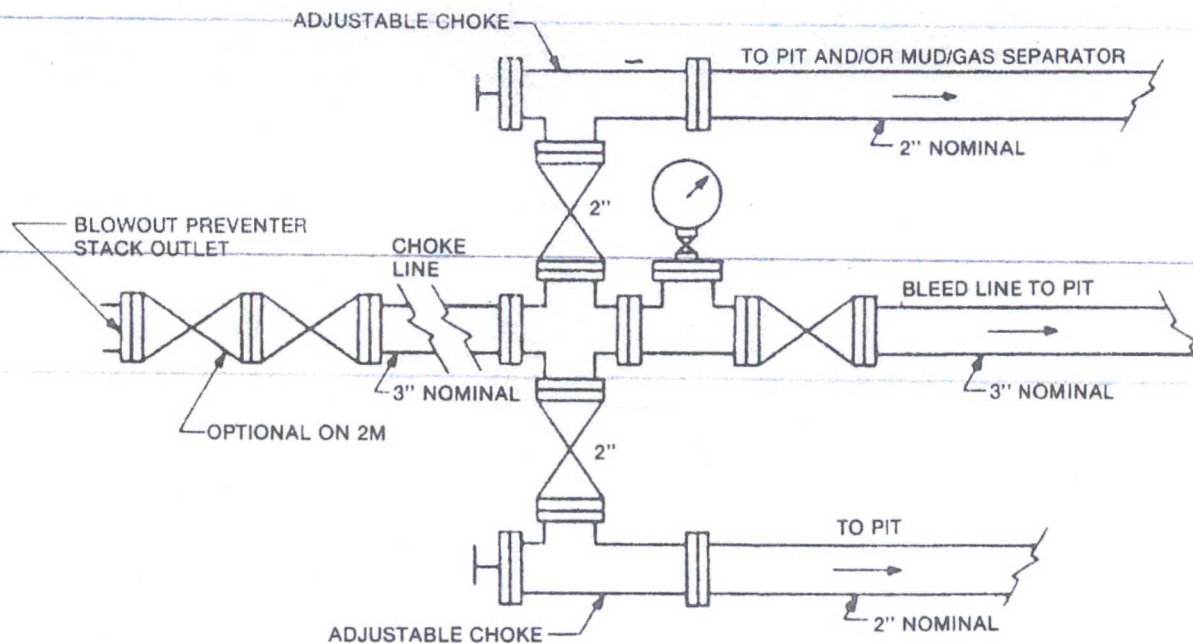 ADJUSTABLE CHOKE
TO PIT AND/OR MUD/GAS SEPARATOR
2" NOMINAL
BLOWOUT PREVENTER
STACK OUTLET
2"
CHOKE
LINE
BLEED LINE TO PIT
3" NOMINAL
3" NOMINAL
OPTIONAL ON 2M
2"
TO PIT
2" NOMINAL
ADJUSTABLE CHOKE